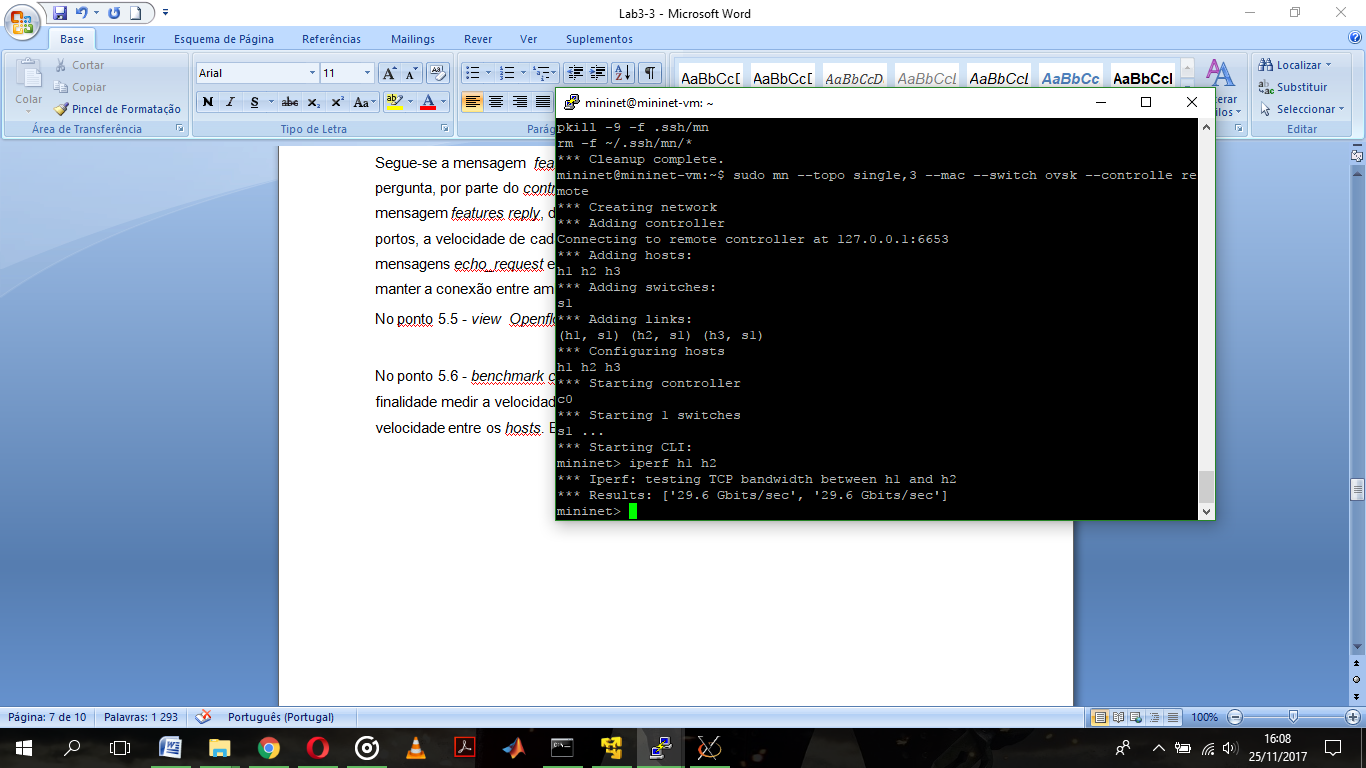 Lab3-3 - Microsoft Word
Base Inserir Esquema de Página Referências Mailings Rever Ver Suplementos
Colar
Cortar
Copiar
Pincel de Formatação
Área de Transferência
Arial 11
N I S abc x₂ x² Aa
Tipo de Letra
AaBbCcD AaBbCcD AaBbCcD AaBbCcL AaBbCcL AaBbCc AaBbCcI
Localizar
Substituir
Seleccionar
Editar
Segue-se a mensagem
pergunta, por parte do
mensagem features reply,
portos, a velocidade de
mensagens echo_request e
manter a conexão entre
No ponto 5.5 - view
No ponto 5.6 - benchmark
finalidade medir a
velocidade entre os hosts.
mininet@mininet-vm: ~
pkill -9 -f .ssh/mn
rm -f ~/.ssh/mn/*
*** Cleanup complete.
mininet@mininet-vm:~$ sudo mn --topo single,3 --mac --switch ovsk --controlle re
mote
*** Creating network
*** Adding controller
Connecting to remote controller at 127.0.0.1:6653
*** Adding hosts:
h1 h2 h3
*** Adding switches:
s1
*** Adding links:
(h1, s1) (h2, s1) (h3, s1)
*** Configuring hosts
h1 h2 h3
*** Starting controller
c0
*** Starting 1 switches
s1 ...
*** Starting CLI:
mininet> iperf h1 h2
*** Iperf: testing TCP bandwidth between h1 and h2
*** Results: ['29.6 Gbits/sec', '29.6 Gbits/sec']
mininet>
Página: 7 de 10 Palavras: 1 293 Português (Portugal) 100%
16:08
25/11/2017